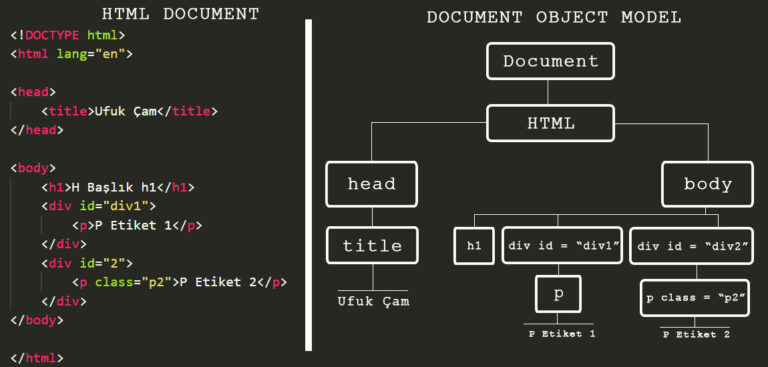 HTML DOCUMENT
<!DOCTYPE html>
<html lang="en">
<head>
<title>Ufuk Çam</title>
</head>
<body>
<h1>H Başlık h1</h1>
<div id="div1">
<p>P Etiket 1</p>
</div>
<div id="2">
<p class="p2">P Etiket 2</p>
</div>
</body>
</html>
DOCUMENT OBJECT MODEL
Document
HTML
head
body
title
h1
div id = “div1”
div id = “div2”
p
p class = “p2”
Ufuk Çam
P Etiket 1
P Etiket 2